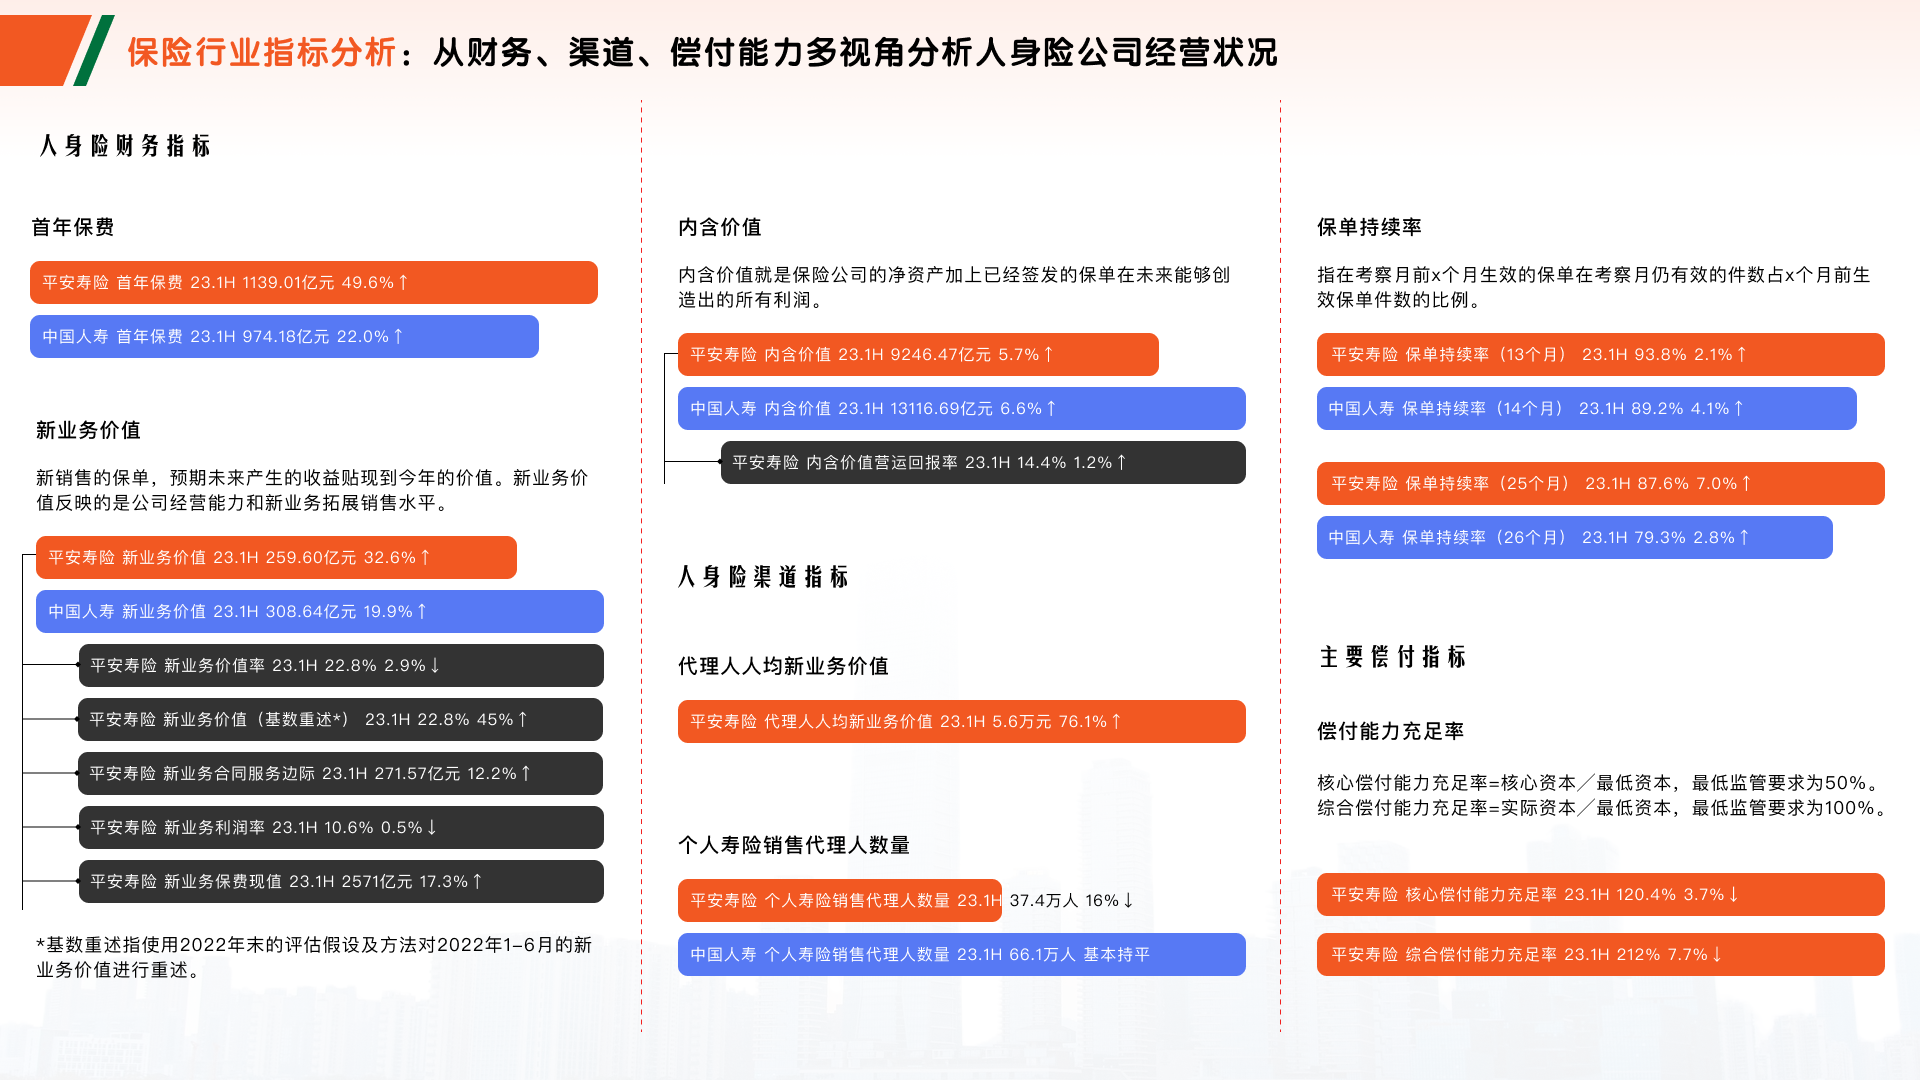 保险行业指标分析：从财务、渠道、偿付能力多视角分析人身险公司经营状况
人身险财务指标
首年保费
平安寿险 首年保费 23.1H 1139.01亿元 49.6%↑
中国人寿 首年保费 23.1H 974.18亿元 22.0%↑
新业务价值
新销售的保单，预期未来产生的收益贴现到今年的价值。新业务价
值反映的是公司经营能力和新业务拓展销售水平。
平安寿险 新业务价值 23.1H 259.60亿元 32.6%↑
中国人寿 新业务价值 23.1H 308.64亿元 19.9%↑
平安寿险 新业务价值率 23.1H 22.8% 2.9%↓
平安寿险 新业务价值（基数重述*） 23.1H 22.8% 45%↑
平安寿险 新业务合同服务边际 23.1H 271.57亿元 12.2%↑
平安寿险 新业务利润率 23.1H 10.6% 0.5%↓
平安寿险 新业务保费现值 23.1H 2571亿元 17.3%↑
*基数重述指使用2022年末的评估假设及方法对2022年1-6月的新
业务价值进行重述。
内含价值
内含价值就是保险公司的净资产加上已经签发的保单在未来能够创
造出的所有利润。
平安寿险 内含价值 23.1H 9246.47亿元 5.7%↑
中国人寿 内含价值 23.1H 13116.69亿元 6.6%↑
平安寿险 内含价值营运回报率 23.1H 14.4% 1.2%↑
人身险渠道指标
代理人人均新业务价值
平安寿险 代理人人均新业务价值 23.1H 5.6万元 76.1%↑
个人寿险销售代理人数量
平安寿险 个人寿险销售代理人数量 23.1H 37.4万人 16%↓
中国人寿 个人寿险销售代理人数量 23.1H 66.1万人 基本持平
保单持续率
指在考察月前x个月生效的保单在考察月仍有效的件数占x个月前生
效保单件数的比例。
平安寿险 保单持续率（13个月） 23.1H 93.8% 2.1%↑
中国人寿 保单持续率（14个月） 23.1H 89.2% 4.1%↑
平安寿险 保单持续率（25个月） 23.1H 87.6% 7.0%↑
中国人寿 保单持续率（26个月） 23.1H 79.3% 2.8%↑
主要偿付指标
偿付能力充足率
核心偿付能力充足率=核心资本／最低资本，最低监管要求为50%。
综合偿付能力充足率=实际资本／最低资本，最低监管要求为100%。
平安寿险 核心偿付能力充足率 23.1H 120.4% 3.7%↓
平安寿险 综合偿付能力充足率 23.1H 212% 7.7%↓